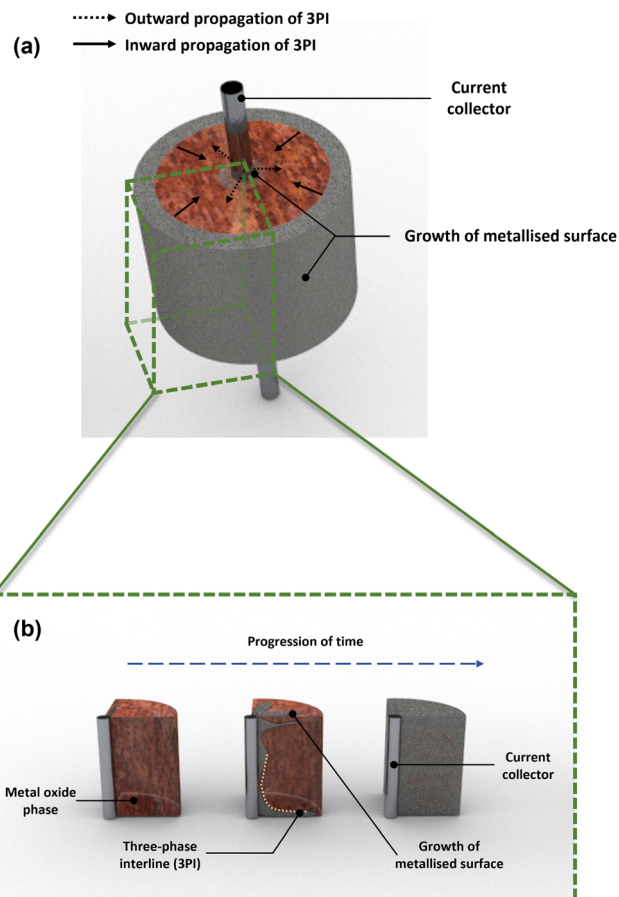 Outward propagation of 3PI
(a)
Inward propagation of 3PI
Current
collector
Growth of metallised surface
(b)
Progression of time
Metal oxide
phase
Current
collector
Three-phase
interline (3PI)
Growth of
metallised surface